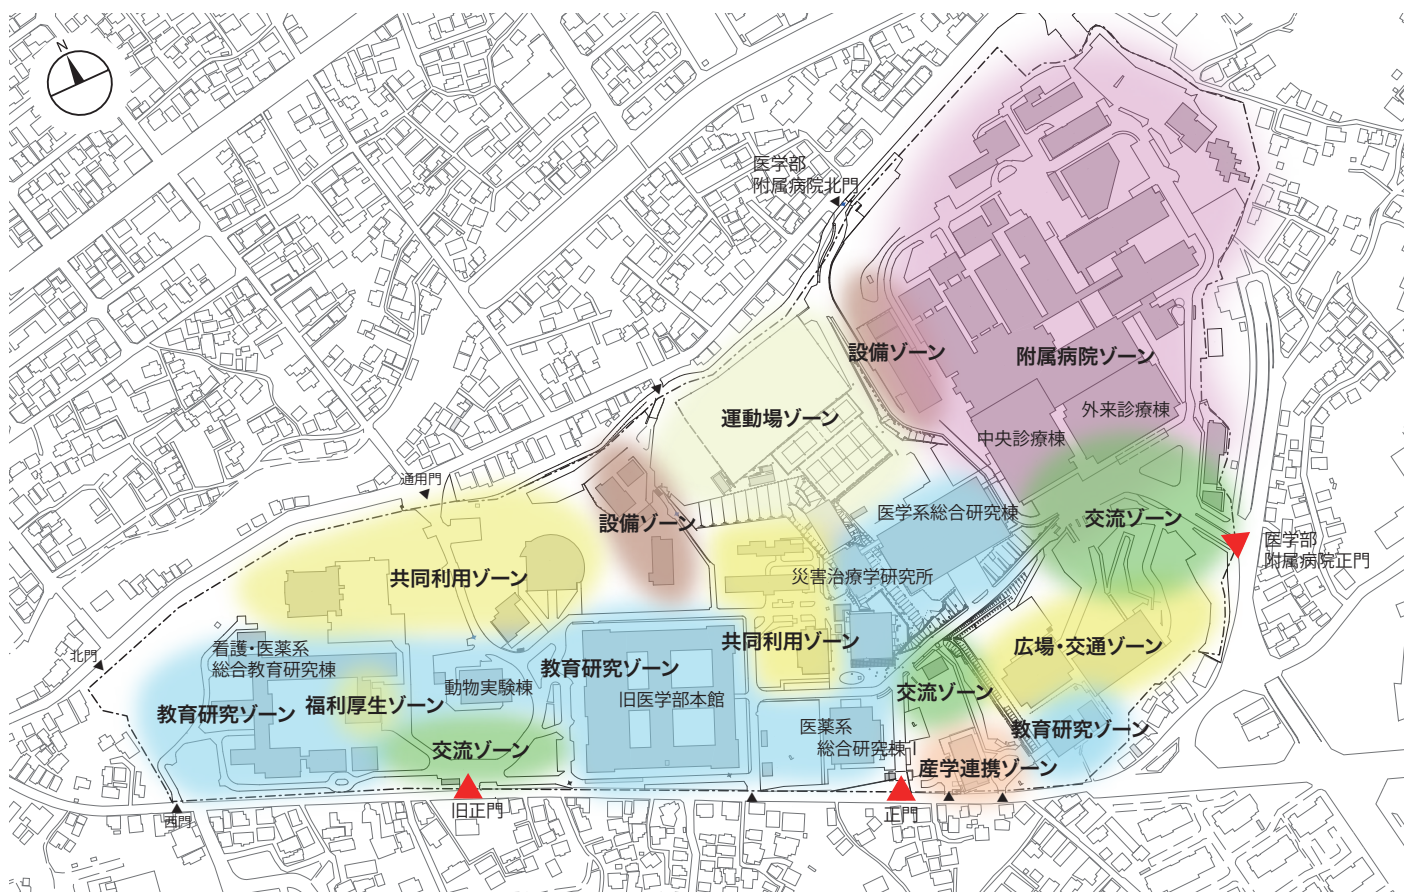 N
医学部
附属病院北門
設備ゾーン
附属病院ゾーン
外来診療棟
中央診療棟
運動場ゾーン
通用門
設備ゾーン
医学系総合研究棟
交流ゾーン
医学部
附属病院正門
共同利用ゾーン
災害治療学研究所
北門
看護・医薬系
総合教育研究棟
教育研究ゾーン
共同利用ゾーン
広場・交通ゾーン
動物実験棟
旧医学部本館
教育研究ゾーン
福利厚生ゾーン
交流ゾーン
医薬系
総合研究棟Ⅰ
教育研究ゾーン
交流ゾーン
産学連携ゾーン
西門
旧正門
正門